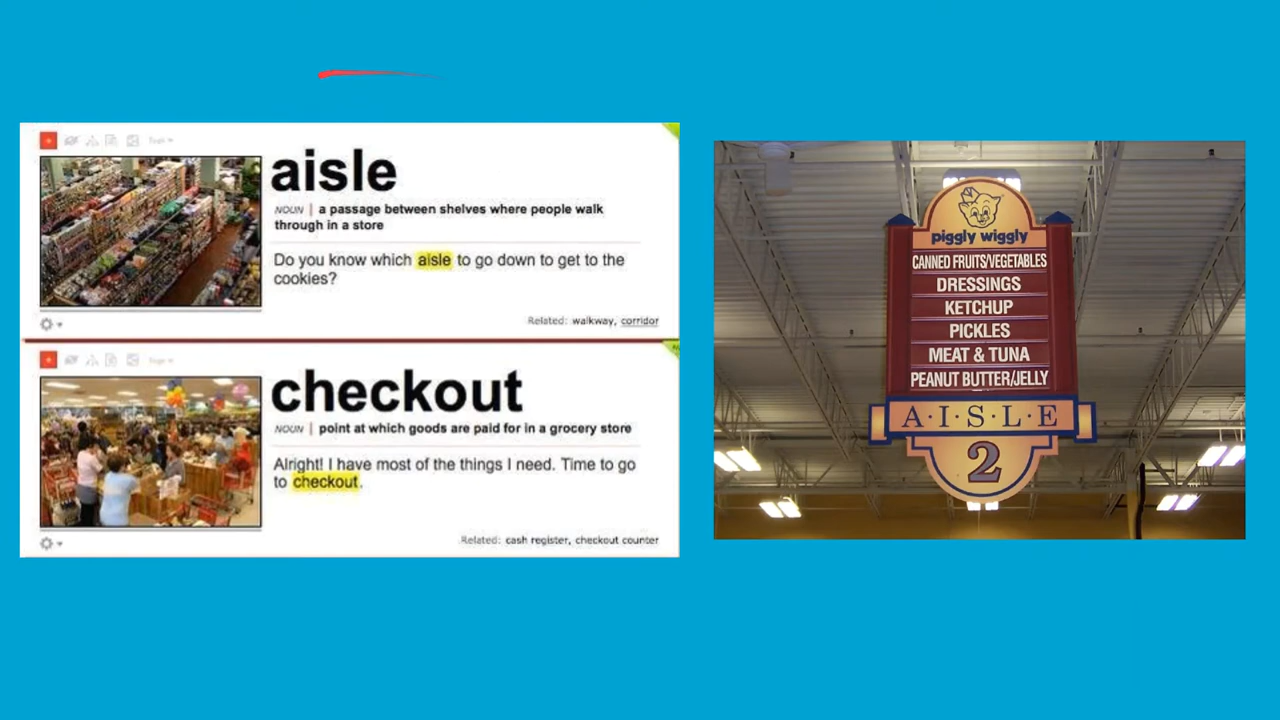 aisle
NOUN | a passage between shelves where people walk
through in a store
Do you know which aisle to go down to get to the
cookies?
Related: walkway, corridor
checkout
NOUN | point at which goods are paid for in a grocery store
Alright! I have most of the things I need. Time to go
to checkout.
Related: cash register, checkout counter
piggly wiggly
CANNED FRUITS/VEGETABLES
DRESSINGS
KETCHUP
PICKLES
MEAT & TUNA
PEANUT BUTTER/JELLY
A·I·S·L·E
2